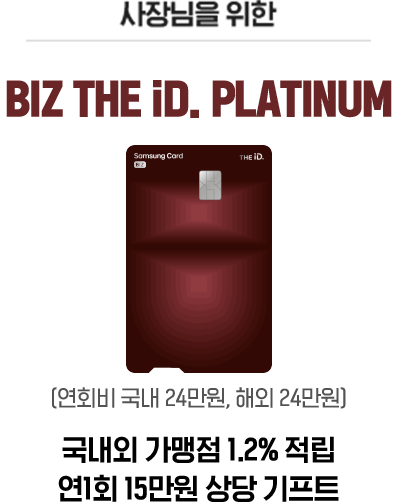 사장님을 위한
BIZ THE iD. PLATINUM
Samsung Card
THE iD.
BIZ
(연회비 국내 24만원, 해외 24만원)
국내외 가맹점 1.2% 적립
연1회 15만원 상당 기프트